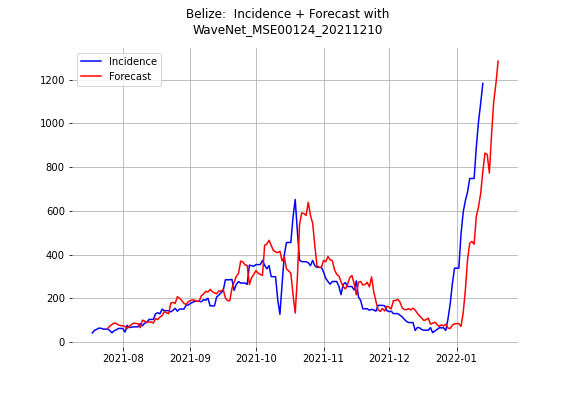 Belize:  Incidence + Forecast with
WaveNet_MSE00124_20211210
Incidence
Forecast
1200
1000
800
600
400
200
0
2021-08 2021-09 2021-10 2021-11 2021-12 2022-01